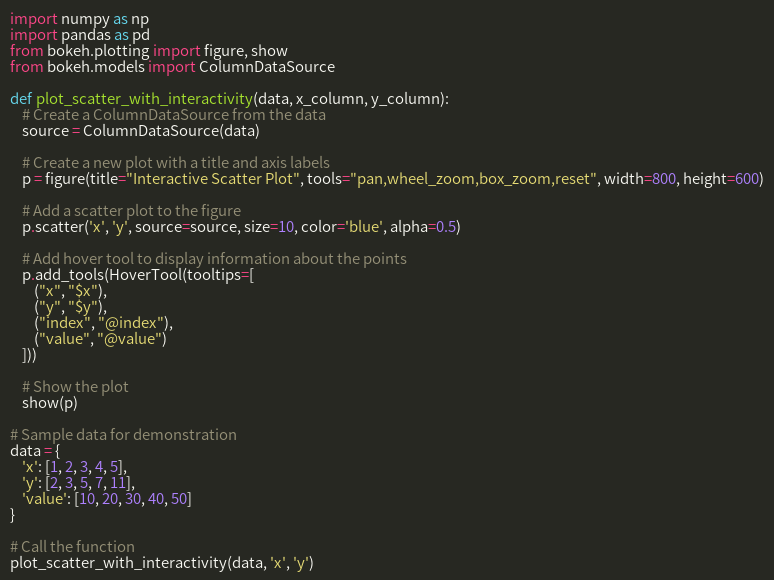 import numpy as np
import pandas as pd
from bokeh.plotting import figure, show
from bokeh.models import ColumnDataSource

def plot_scatter_with_interactivity(data, x_column, y_column):
    # Create a ColumnDataSource from the data
    source = ColumnDataSource(data)

    # Create a new plot with a title and axis labels
    p = figure(title="Interactive Scatter Plot", tools="pan,wheel_zoom,box_zoom,reset", width=800, height=600)

    # Add a scatter plot to the figure
    p.scatter('x', 'y', source=source, size=10, color='blue', alpha=0.5)

    # Add hover tool to display information about the points
    p.add_tools(HoverTool(tooltips=[
        ("x", "$x"),
        ("y", "$y"),
        ("index", "@index"),
        ("value", "@value")
    ]))

    # Show the plot
    show(p)

# Sample data for demonstration
data = {
    'x': [1, 2, 3, 4, 5],
    'y': [2, 3, 5, 7, 11],
    'value': [10, 20, 30, 40, 50]
}

# Call the function
plot_scatter_with_interactivity(data, 'x', 'y')